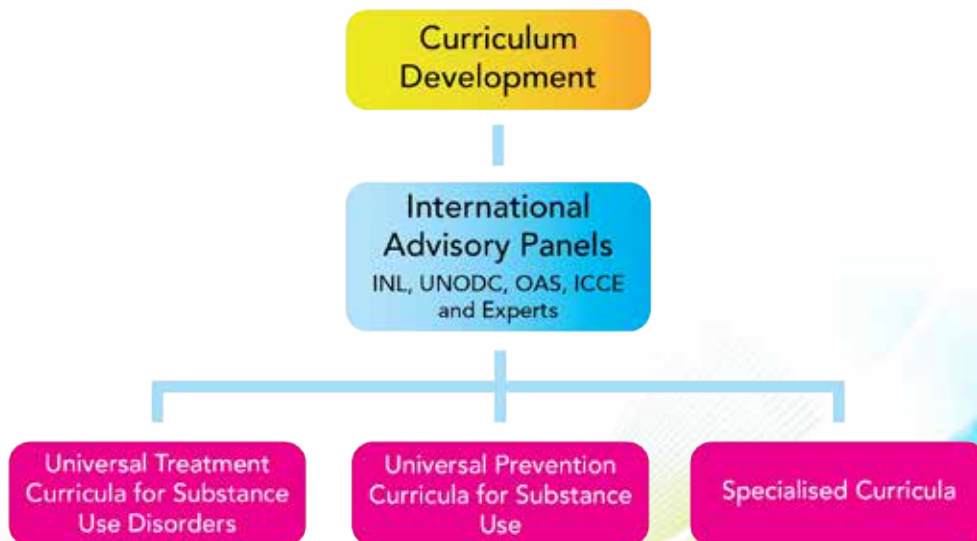 Curriculum
Development
International
Advisory Panels
INL, UNODC, OAS, ICCE
and Experts
Universal Treatment
Curricula for Substance
Use Disorders
Universal Prevention
Curricula for Substance
Use
Specialised Curricula